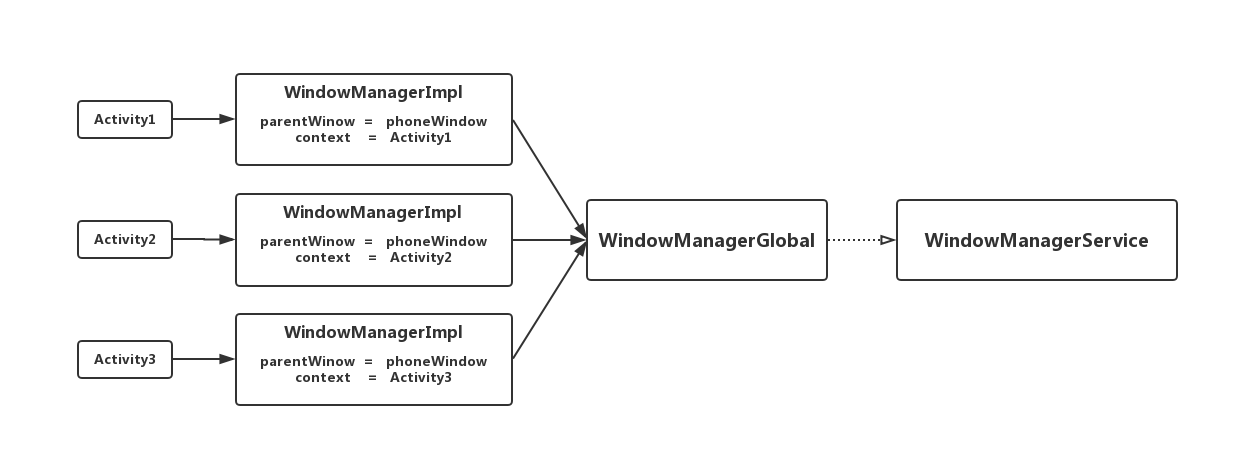 Activity1
WindowManagerImpl
parentWinow = phoneWindow
context = Activity1
Activity2
WindowManagerImpl
parentWinow = phoneWindow
context = Activity2
Activity3
WindowManagerImpl
parentWinow = phoneWindow
context = Activity3
WindowManagerGlobal
WindowManagerService